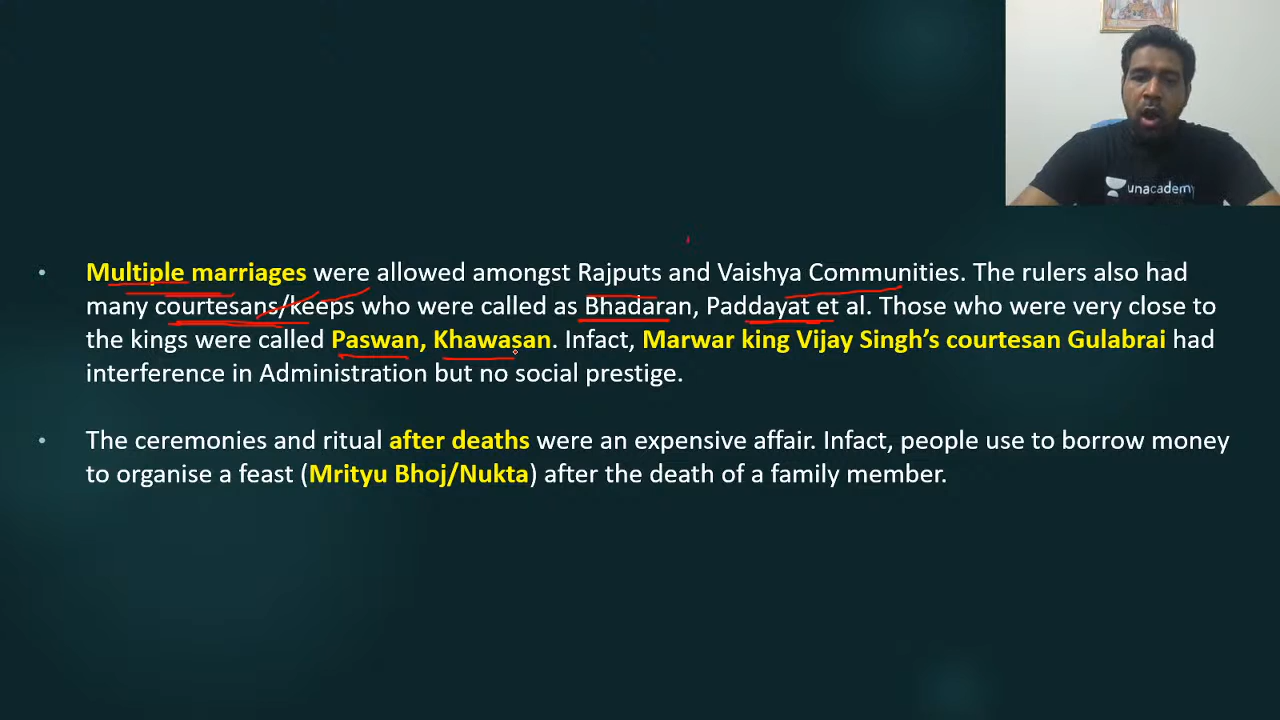 unacademy
• Multiple marriages were allowed amongst Rajputs and Vaishya Communities. The rulers also had
many courtesans/keeps who were called as Bhadaran, Paddayat et al. Those who were very close to
the kings were called Paswan, Khawasan. Infact, Marwar king Vijay Singh’s courtesan Gulabrai had
interference in Administration but no social prestige.
• The ceremonies and ritual after deaths were an expensive affair. Infact, people use to borrow money
to organise a feast (Mrityu Bhoj/Nukta) after the death of a family member.